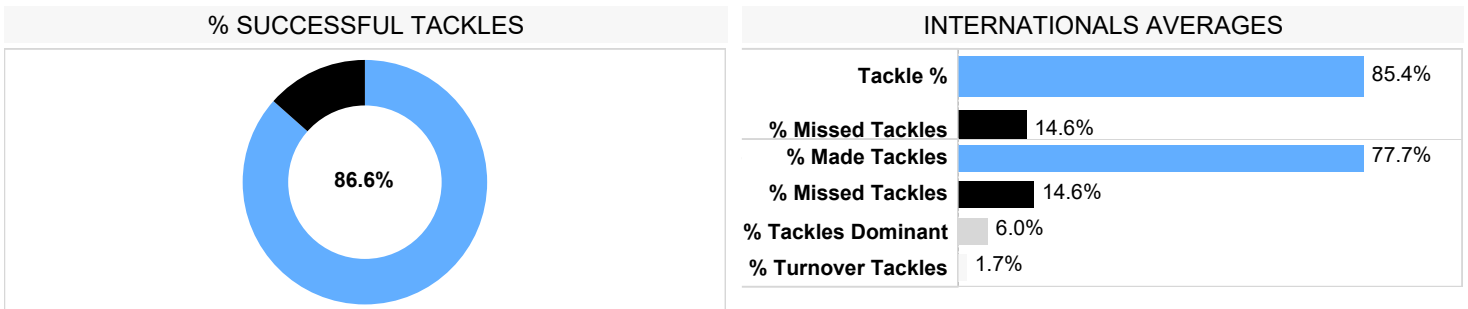 % SUCCESSFUL TACKLES
86.6%
INTERNATIONALS AVERAGES
Tackle % 85.4%
% Missed Tackles 14.6%
% Made Tackles 77.7%
% Missed Tackles 14.6%
% Tackles Dominant 6.0%
% Turnover Tackles 1.7%